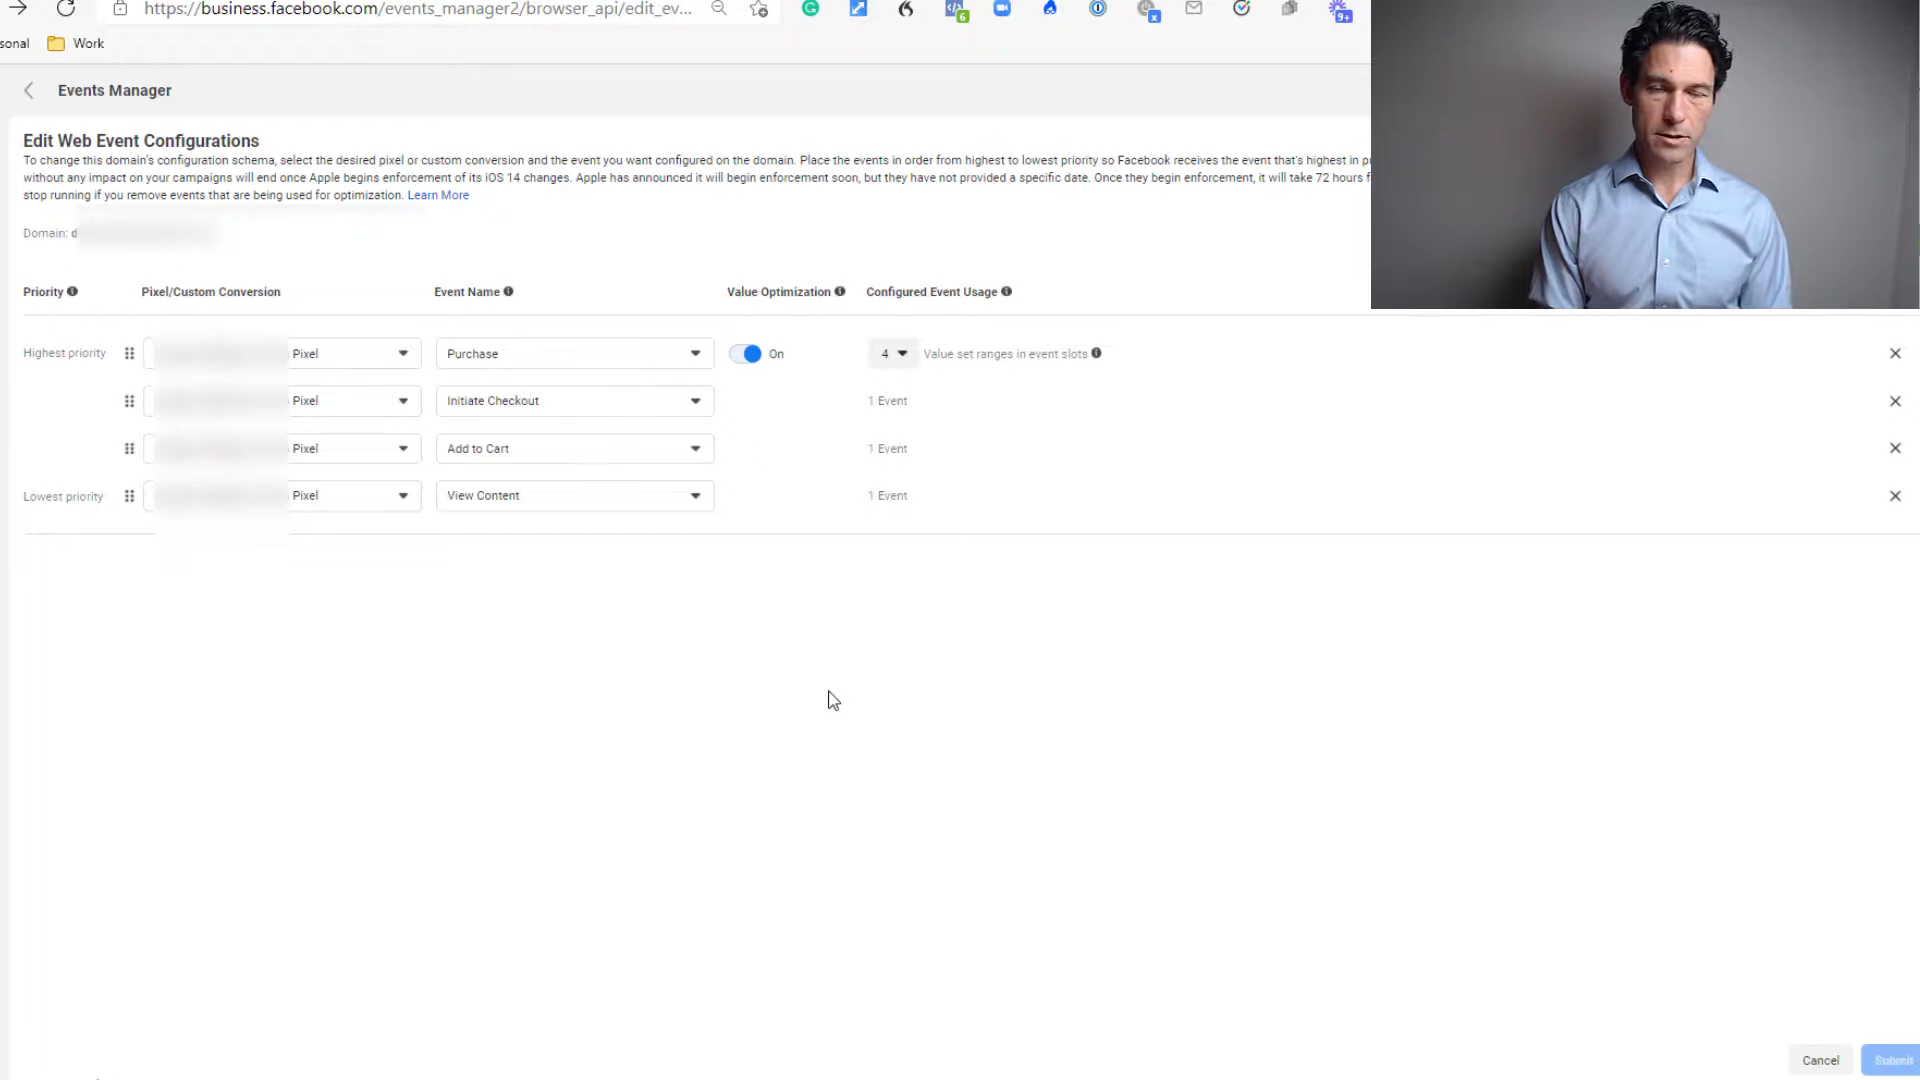 https://business.facebook.com/events_manager2/browser_api/edit_ev...
6
x
9+
sonal
Work
Events Manager
Edit Web Event Configurations
To change this domain's configuration schema, select the desired pixel or custom conversion and the event you want configured on the domain. Place the events in order from highest to lowest priority so Facebook receives the event that's highest in p
without any impact on your campaigns will end once Apple begins enforcement of its iOS 14 changes. Apple has announced it will begin enforcement soon, but they have not provided a specific date. Once they begin enforcement, it will take 72 hours f
stop running if you remove events that are being used for optimization. Learn More
Domain: d
Priority Pixel/Custom Conversion Event Name Value Optimization Configured Event Usage
Highest priority Pixel Purchase On 4 Value set ranges in event slots
Pixel Initiate Checkout 1 Event
Pixel Add to Cart 1 Event
Lowest priority Pixel View Content 1 Event
Cancel Submit